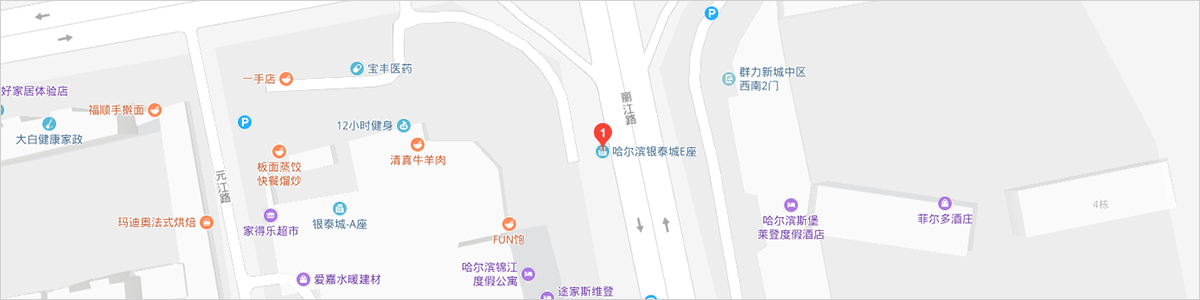 P
群力新城中区
西南2门
宝丰医药
一手店
好家居体验店
福顺手擀面
大白健康家政
P
12小时健身
清真牛羊肉
丽江路
1
哈尔滨银泰城E座
板面蒸饺
快餐熘炒
元江路
玛迪奥法式烘焙
家得乐超市
银泰城-A座
FUN饱
哈尔滨斯堡
莱登度假酒店
菲尔多酒庄
4栋
爱嘉水暖建材
哈尔滨锦江
度假公寓
途家斯维登